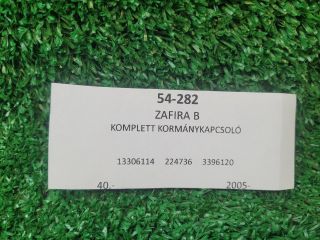 54-282
ZAFIRA B
KOMPLETT KORMÁNYKAPCSOLÓ
13306114 224736 3396120
40.- 2005-